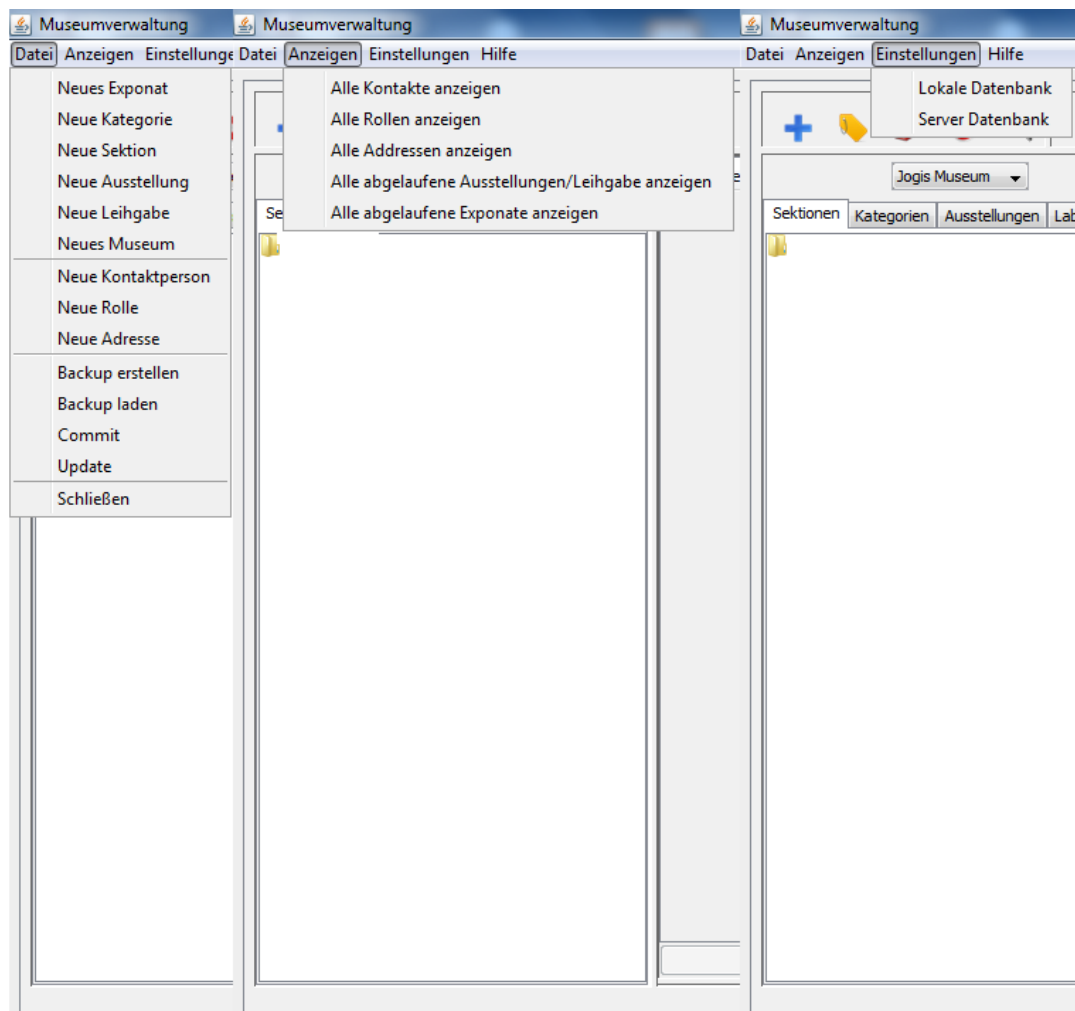 Museumverwaltung
Datei Anzeigen Einstellunge
Neues Exponat
Neue Kategorie
Neue Sektion
Neue Ausstellung
Neue Leihgabe
Neues Museum
Neue Kontaktperson
Neue Rolle
Neue Adresse
Backup erstellen
Backup laden
Commit
Update
Schließen
Museumverwaltung
Datei Anzeigen Einstellungen Hilfe
Alle Kontakte anzeigen
Alle Rollen anzeigen
Alle Addressen anzeigen
Alle abgelaufene Ausstellungen/Leihgabe anzeigen
Alle abgelaufene Exponate anzeigen
Se
Museumverwaltung
Datei Anzeigen Einstellungen Hilfe
Lokale Datenbank
Server Datenbank
Jogis Museum
Sektionen Kategorien Ausstellungen Lab